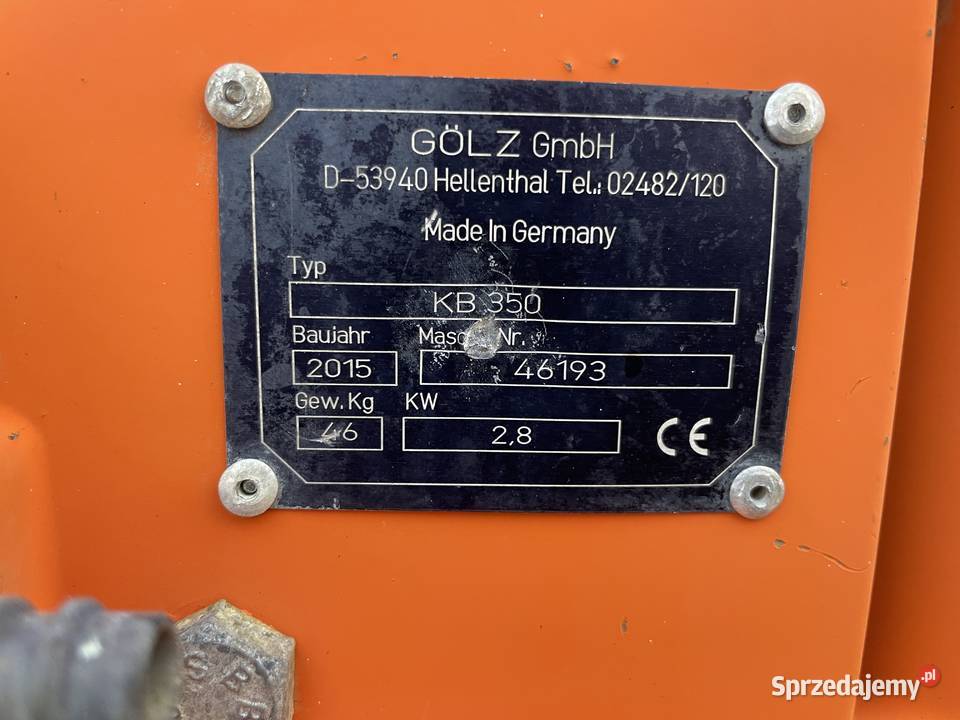 GÖLZ GmbH
D-53940 Hellenthal Tel.: 02482/120
Made In Germany
Typ
KB 350
Baujahr
2015 46193
Gew.Kg KW
46 2,8 CE
Sprzedajemy.pl